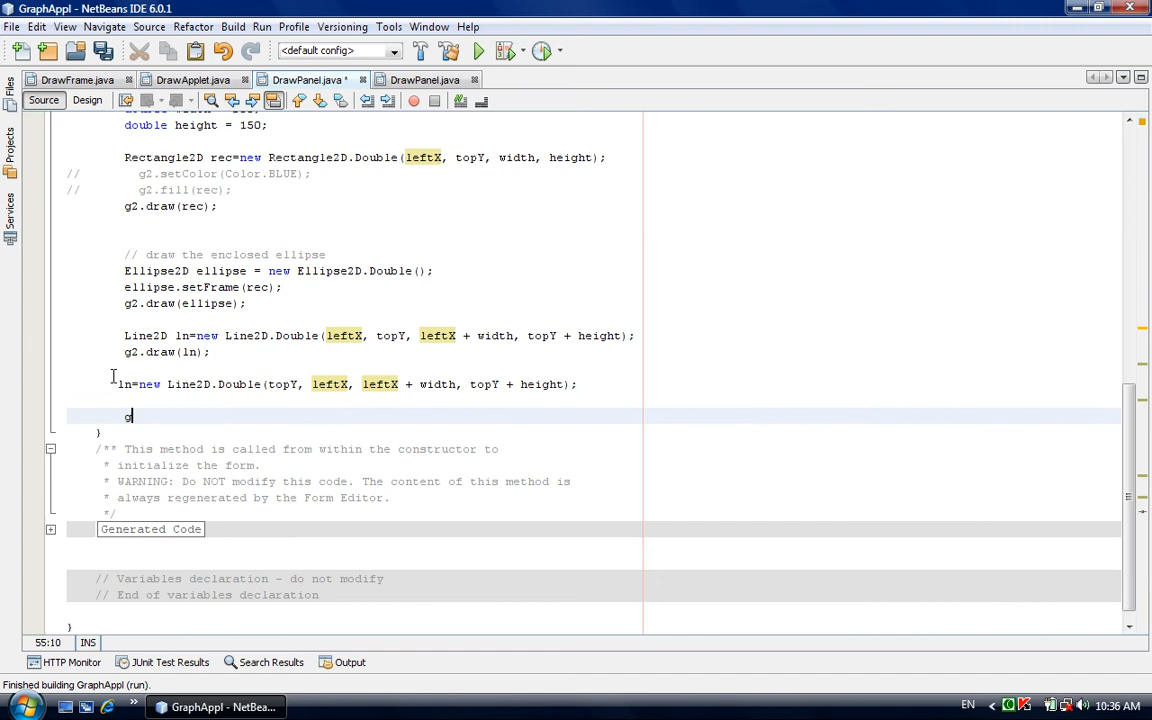 GraphAppl - NetBeans IDE 6.0.1
File Edit View Navigate Source Refactor Build Run Profile Versioning Tools Window Help
<default config>
DrawFrame.java DrawApplet.java DrawPanel.java * DrawPanel.java
Source Design
Files
Projects
Services
double height = 150;
Rectangle2D rec=new Rectangle2D.Double(leftX, topY, width, height);
// g2.setColor(Color.BLUE);
// g2.fill(rec);
g2.draw(rec);
// draw the enclosed ellipse
Ellipse2D ellipse = new Ellipse2D.Double();
ellipse.setFrame(rec);
g2.draw(ellipse);
Line2D ln=new Line2D.Double(leftX, topY, leftX + width, topY + height);
g2.draw(ln);
ln=new Line2D.Double(topY, leftX, leftX + width, topY + height);
g
}
/** This method is called from within the constructor to
* initialize the form.
* WARNING: Do NOT modify this code. The content of this method is
* always regenerated by the Form Editor.
*/
Generated Code
// Variables declaration - do not modify
// End of variables declaration
}
55:10 INS
HTTP Monitor JUnit Test Results Search Results Output
Finished building GraphAppl (run).
GraphAppl - NetBea... EN 10:36 AM